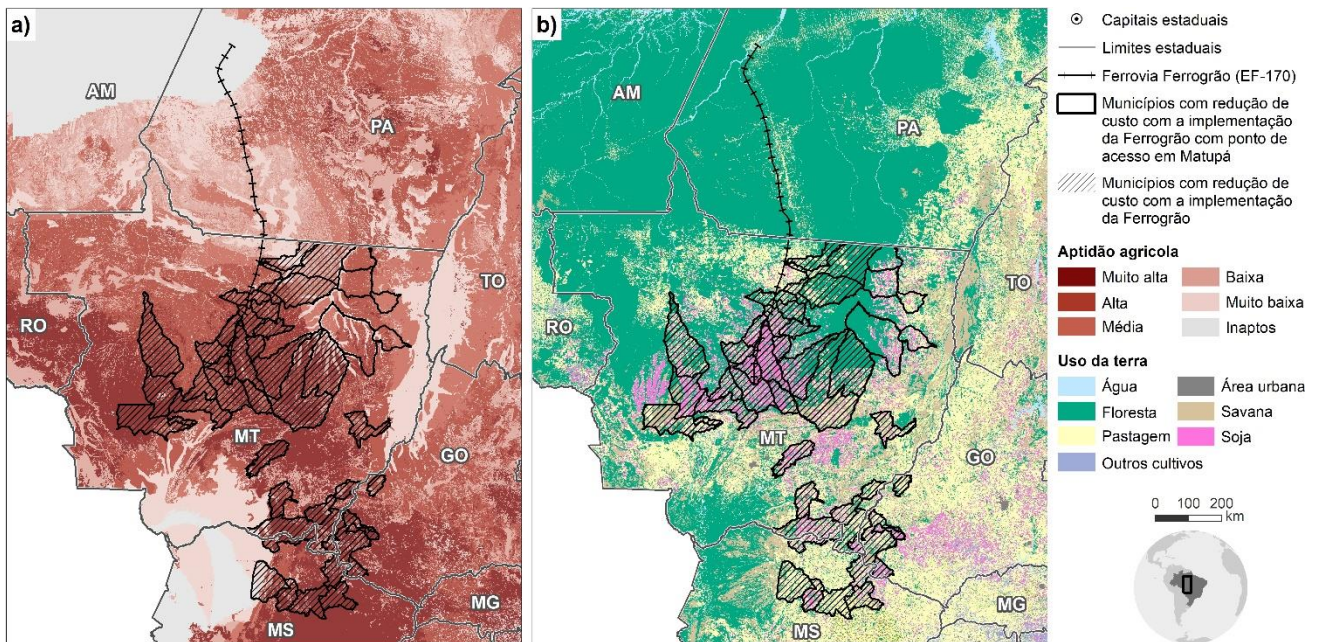 a)
AM
PA
TO
RO
MT
GO
MG
MS
b)
AM
PA
TO
RO
MT
GO
MG
MS
Capitais estaduais
Limites estaduais
Ferrovia Ferrogrão (EF-170)
Municípios com redução de
custo com a implementação
da Ferrogrão com ponto de
acesso em Matupá
Municípios com redução de
custo com a implementação
da Ferrogrão
Aptidão agricola
Muito alta
Baixa
Alta
Muito baixa
Média
Inaptos
Uso da terra
Água
Área urbana
Floresta
Savana
Pastagem
Soja
Outros cultivos
0 100 200
km